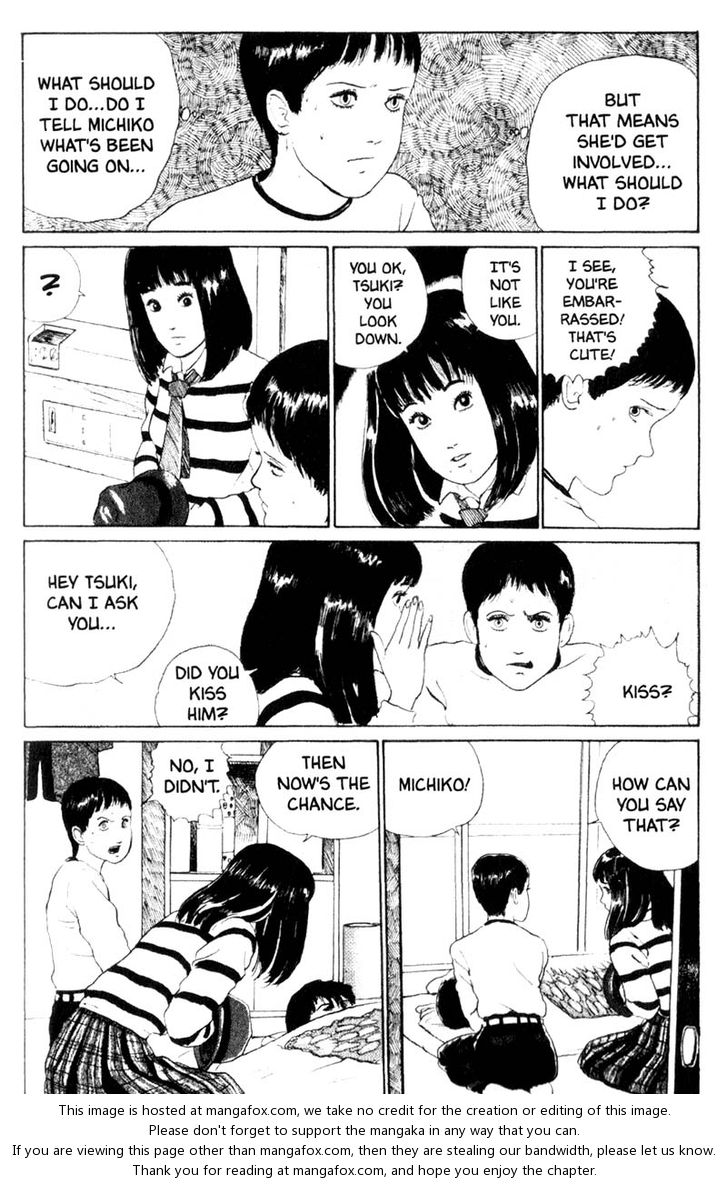 WHAT SHOULD
I DO...DO I
TELL MICHIKO
WHAT'S BEEN
GOING ON...
BUT
THAT MEANS
SHE'D GET
INVOLVED...
WHAT SHOULD
I DO?
?
YOU OK,
TSUKI?
YOU
LOOK
DOWN.
IT'S
NOT
LIKE
YOU.
I SEE,
YOU'RE
EMBAR-
RASSED!
THAT'S
CUTE!
HEY TSUKI,
CAN I ASK
YOU...
DID YOU
KISS
HIM?
KISS?
NO, I
DIDN'T.
THEN
NOW'S THE
CHANCE.
MICHIKO!
HOW CAN
YOU SAY
THAT?
This image is hosted at mangafox.com, we take no credit for the creation or editing of this image.
Please don't forget to support the mangaka in any way that you can.
If you are viewing this page other than mangafox.com, then they are stealing our bandwidth, please let us know.
Thank you for reading at mangafox.com, and hope you enjoy the chapter.